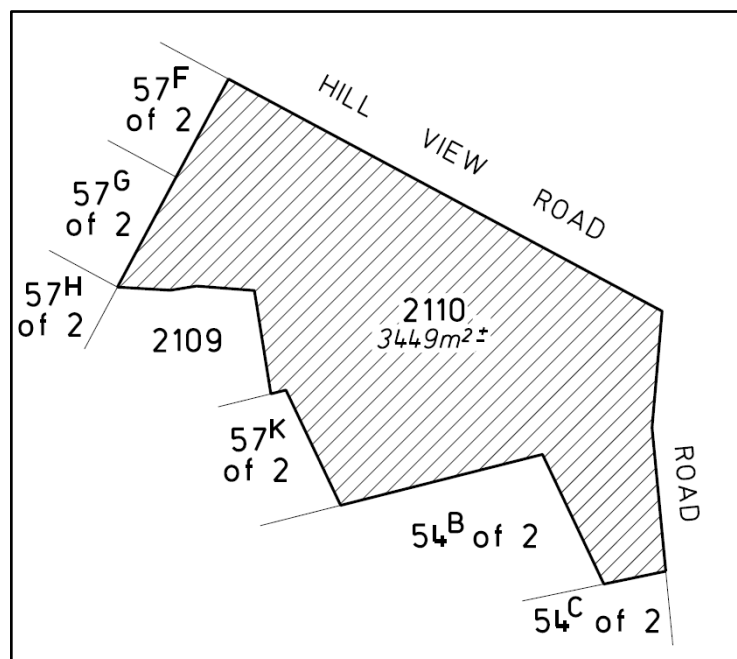 57F
of 2
HILL VIEW ROAD
57G
of 2
57H
of 2
2109
2110
3449m²±
57K
of 2
ROAD
54B of 2
54C of 2